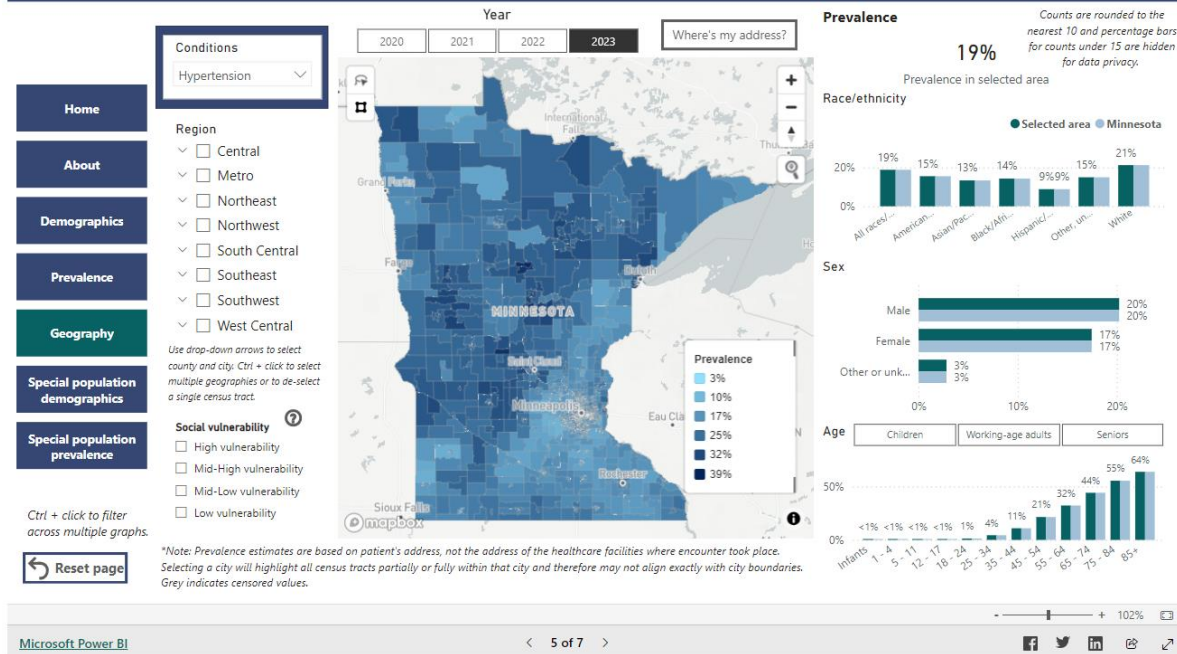 Home
About
Demographics
Prevalence
Geography
Special population
demographics
Special population
prevalence
Ctrl + click to filter
across multiple graphs.
Reset page
Conditions
Hypertension
Region
Central
Metro
Northeast
Northwest
South Central
Southeast
Southwest
West Central
Use drop-down arrows to select
county and city. Ctrl + click to select
multiple geographies or to de-select
a single census tract.
Social vulnerability
?
High vulnerability
Mid-High vulnerability
Mid-Low vulnerability
Low vulnerability
Year
2020 2021 2022 2023
Where's my address?
International
Falls
Grand Forks
Fargo
Duluth
MINNESOTA
Saint Cloud
Minneapolis
Eau Cla
Rochester
Sioux Falls
mapbox
Prevalence
3%
10%
17%
25%
32%
39%
*Note: Prevalence estimates are based on patient's address, not the address of the healthcare facilities where encounter took place.
Selecting a city will highlight all census tracts partially or fully within that city and therefore may not align exactly with city boundaries.
Grey indicates censored values.
Prevalence
Counts are rounded to the
nearest 10 and percentage bars
for counts under 15 are hidden
for data privacy.
19%
Prevalence in selected area
Race/ethnicity
Selected area Minnesota
20%
0%
19% 15% 13% 14% 9% 9% 15% 21%
All races/... American... Asian/Pac... Black/Afri... Hispanic/... Other, un... White
Sex
Male 20% 20%
Female 17% 17%
Other or unk... 3% 3%
0% 10% 20%
Age Children Working-age adults Seniors
50%
0%
<1% <1% <1% <1% 1% 4% 11% 21% 32% 44% 55% 64%
Infants 1 - 4 5 - 11 12 - 17 18 - 24 25 - 34 35 - 44 45 - 54 55 - 64 65 - 74 75 - 84 85+
- + 102%
Microsoft Power BI
< 5 of 7 >